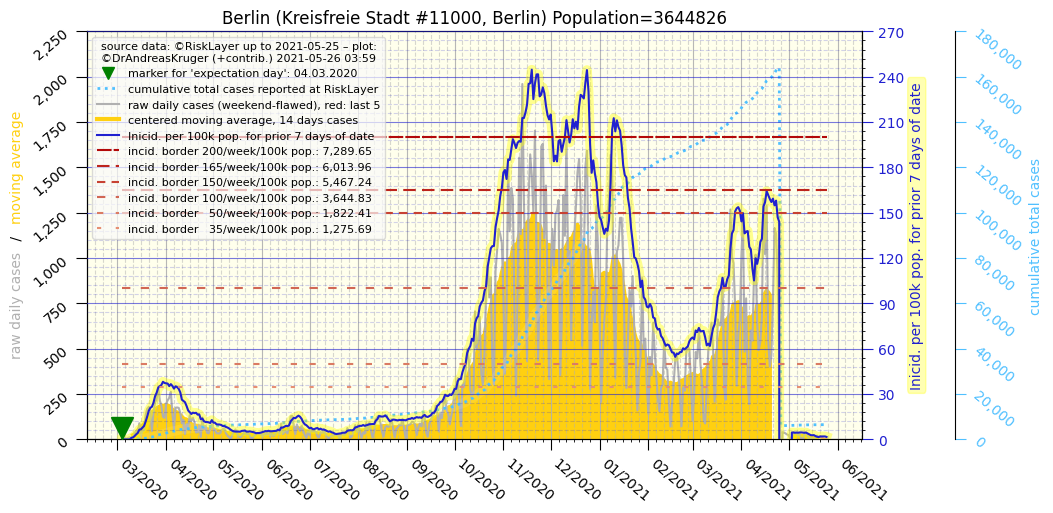 Berlin (Kreisfreie Stadt #11000, Berlin) Population=3644826
source data: ©RiskLayer up to 2021-05-25 – plot:
©DrAndreasKruger (+contrib.) 2021-05-26 03:59
marker for 'expectation day': 04.03.2020
cumulative total cases reported at RiskLayer
raw daily cases (weekend-flawed), red: last 5
centered moving average, 14 days cases
Inicid. per 100k pop. for prior 7 days of date
incid. border 200/week/100k pop.: 7,289.65
incid. border 165/week/100k pop.: 6,013.96
incid. border 150/week/100k pop.: 5,467.24
incid. border 100/week/100k pop.: 3,644.83
incid. border   50/week/100k pop.: 1,822.41
incid. border   35/week/100k pop.: 1,275.69
raw daily cases  /  moving average
2,250
2,000
1,750
1,500
1,250
1,000
750
500
250
0
03/2020
04/2020
05/2020
06/2020
07/2020
08/2020
09/2020
10/2020
11/2020
12/2020
01/2021
02/2021
03/2021
04/2021
05/2021
06/2021
270
240
210
180
150
120
90
60
30
0
Inicid. per 100k pop. for prior 7 days of date
180,000
160,000
140,000
120,000
100,000
80,000
60,000
40,000
20,000
0
cumulative total cases